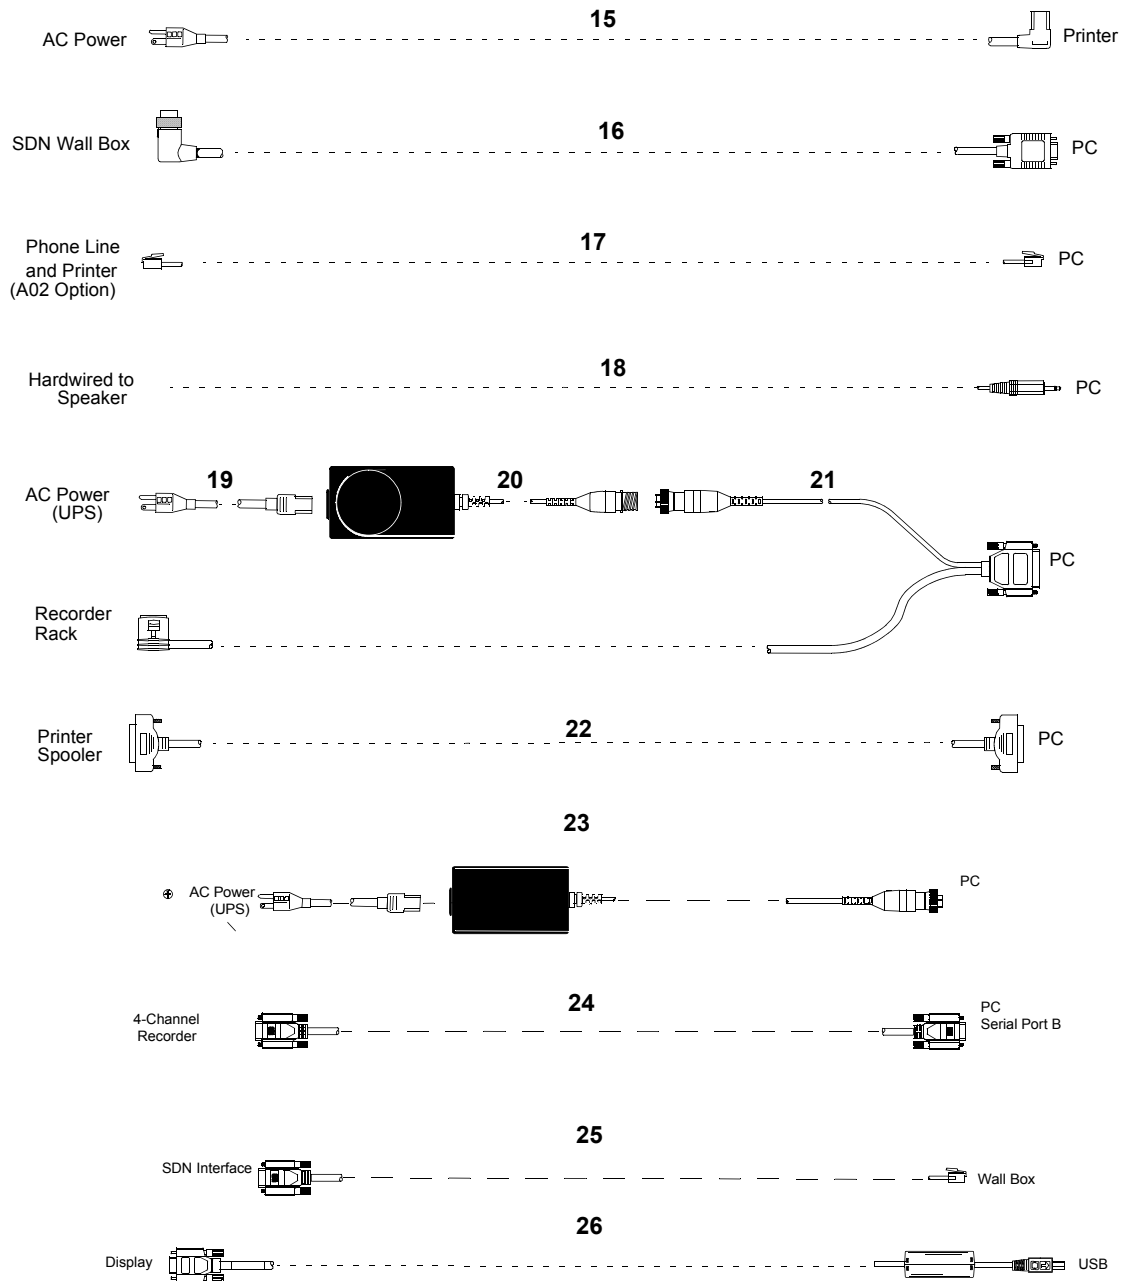 15
AC Power
Printer
16
SDN Wall Box
PC
17
Phone Line
and Printer
(A02 Option)
PC
18
Hardwired to
Speaker
PC
19
20
21
AC Power
(UPS)
PC
Recorder
Rack
22
Printer
Spooler
PC
23
AC Power
(UPS)
PC
24
4-Channel
Recorder
PC
Serial Port B
25
SDN Interface
Wall Box
26
Display
USB